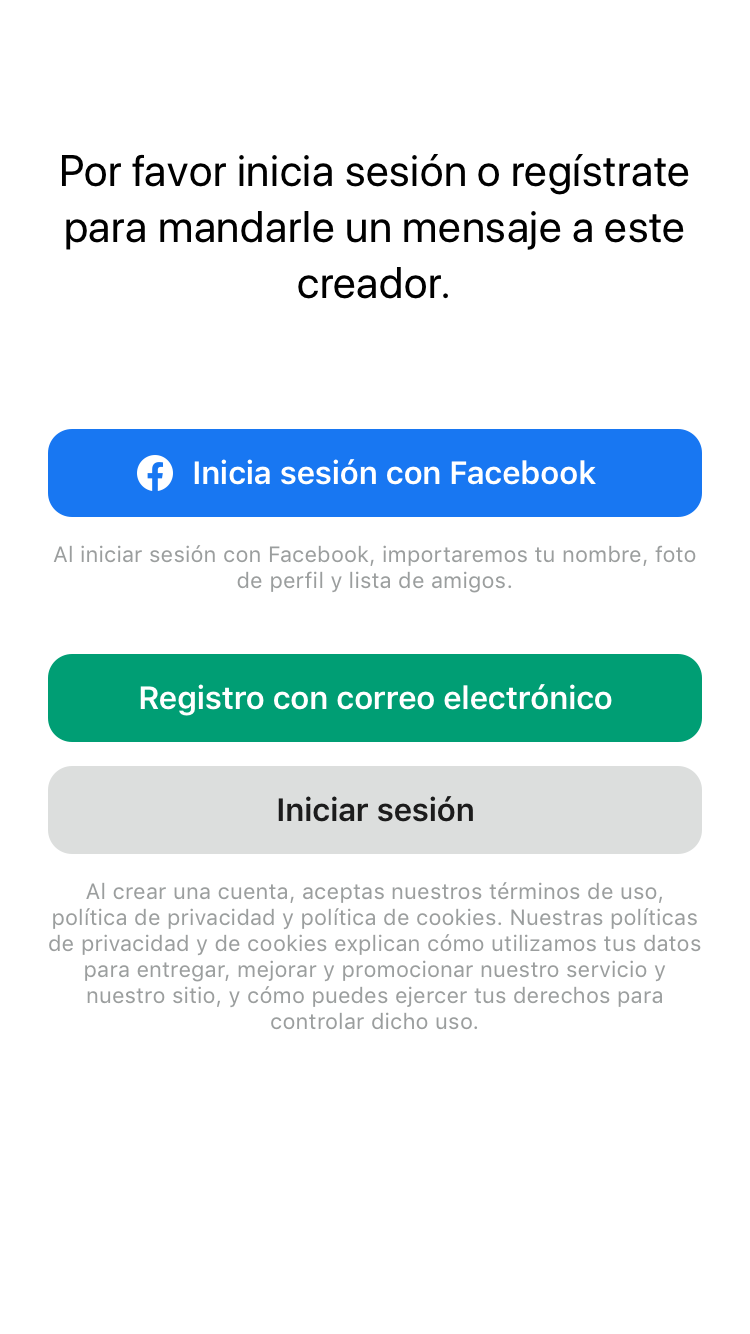 Por favor inicia sesión o regístrate
para mandarle un mensaje a este
creador.
Inicia sesión con Facebook
Al iniciar sesión con Facebook, importaremos tu nombre, foto
de perfil y lista de amigos.
Registro con correo electrónico
Iniciar sesión
Al crear una cuenta, aceptas nuestros términos de uso,
política de privacidad y política de cookies. Nuestras políticas
de privacidad y de cookies explican cómo utilizamos tus datos
para entregar, mejorar y promocionar nuestro servicio y
nuestro sitio, y cómo puedes ejercer tus derechos para
controlar dicho uso.